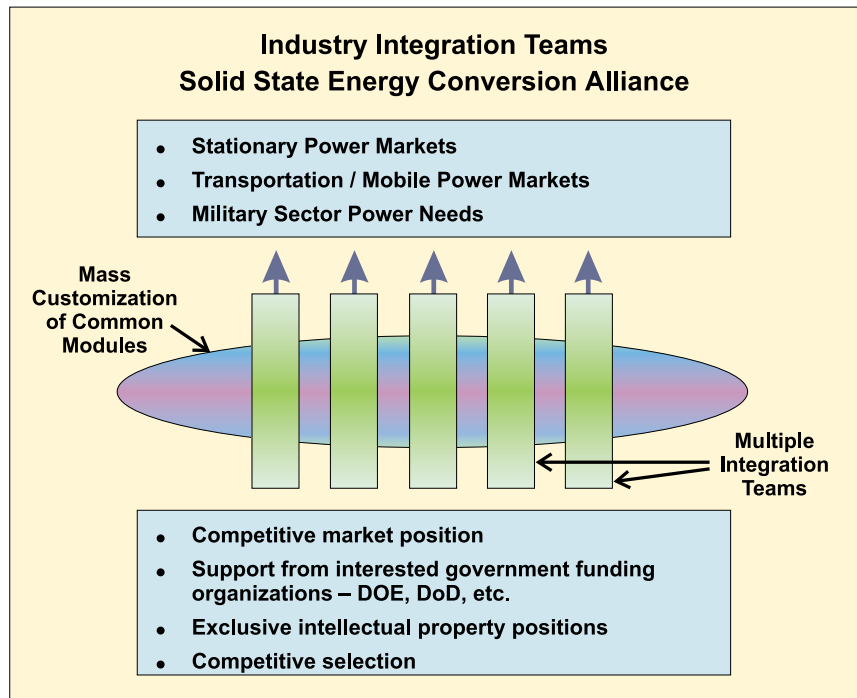 Industry Integration Teams
Solid State Energy Conversion Alliance
• Stationary Power Markets
• Transportation / Mobile Power Markets
• Military Sector Power Needs
Mass
Customization
of Common
Modules
Multiple
Integration
Teams
• Competitive market position
• Support from interested government funding
organizations – DOE, DoD, etc.
• Exclusive intellectual property positions
• Competitive selection